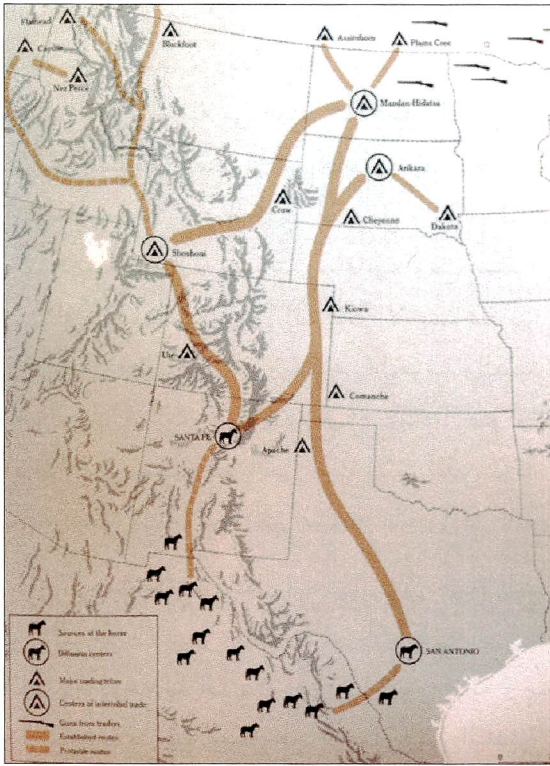 Flathead
Cayuse
Nez Perce
Blackfoot
Assiniboin
Plains Cree
Mandan-Hidatsa
Arikara
Crow
Cheyenne
Dakota
Shoshoni
Kiowa
Ute
Comanche
SANTA FE
Apache
SAN ANTONIO
Sources of the horse
Diffusion centers
Major trading tribes
Centers of intertribal trade
Guns from traders
Established routes
Probable routes